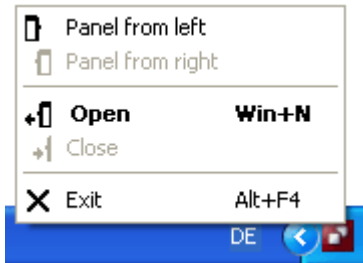 Panel from left
Panel from right
Open Win+N
Close
Exit Alt+F4
DE